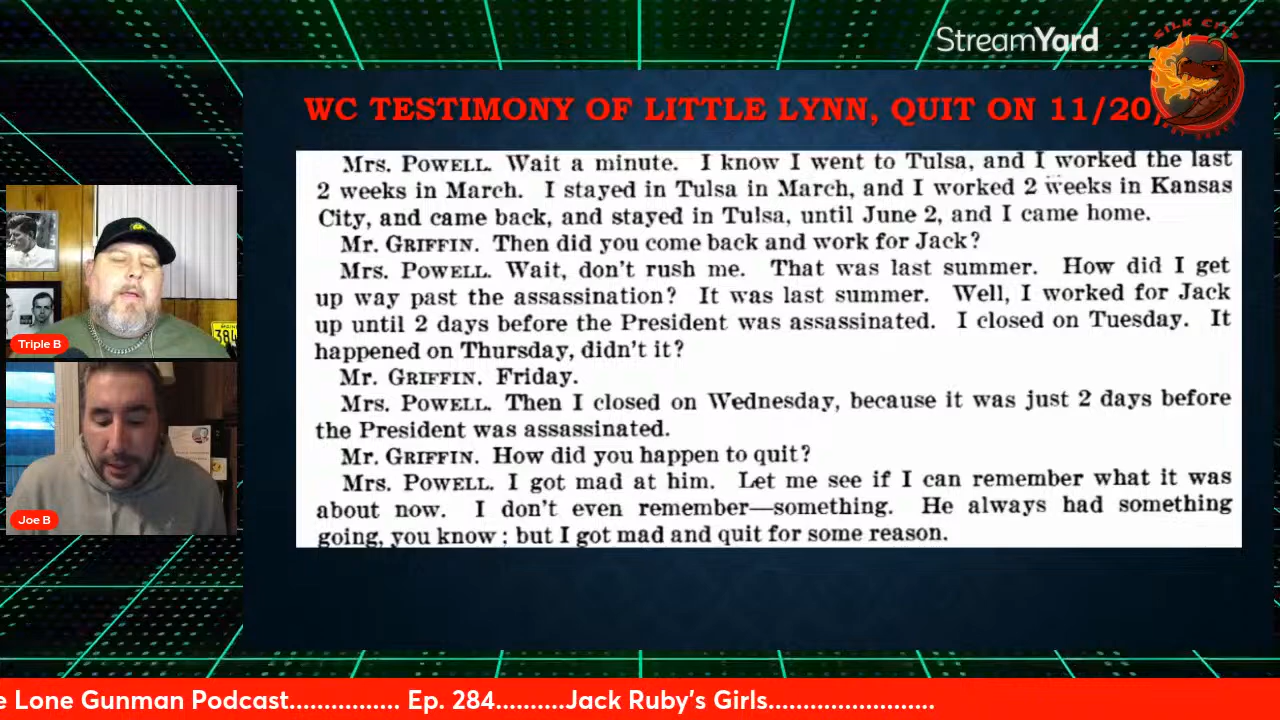 StreamYard
SILK CITY
WC TESTIMONY OF LITTLE LYNN, QUIT ON 11/20/
Mrs. POWELL. Wait a minute. I know I went to Tulsa, and I worked the last
2 weeks in March. I stayed in Tulsa in March, and I worked 2 weeks in Kansas
City, and came back, and stayed in Tulsa, until June 2, and I came home.
Mr. GRIFFIN. Then did you come back and work for Jack?
Mrs. POWELL. Wait, don't rush me. That was last summer. How did I get
up way past the assassination? It was last summer. Well, I worked for Jack
up until 2 days before the President was assassinated. I closed on Tuesday. It
happened on Thursday, didn't it?
Mr. GRIFFIN. Friday.
Mrs. POWELL. Then I closed on Wednesday, because it was just 2 days before
the President was assassinated.
Mr. GRIFFIN. How did you happen to quit?
Mrs. POWELL. I got mad at him. Let me see if I can remember what it was
about now. I don't even remember—something. He always had something
going, you know; but I got mad and quit for some reason.
Triple B
Joe B
e Lone Gunman Podcast................ Ep. 284..........Jack Ruby's Girls........................